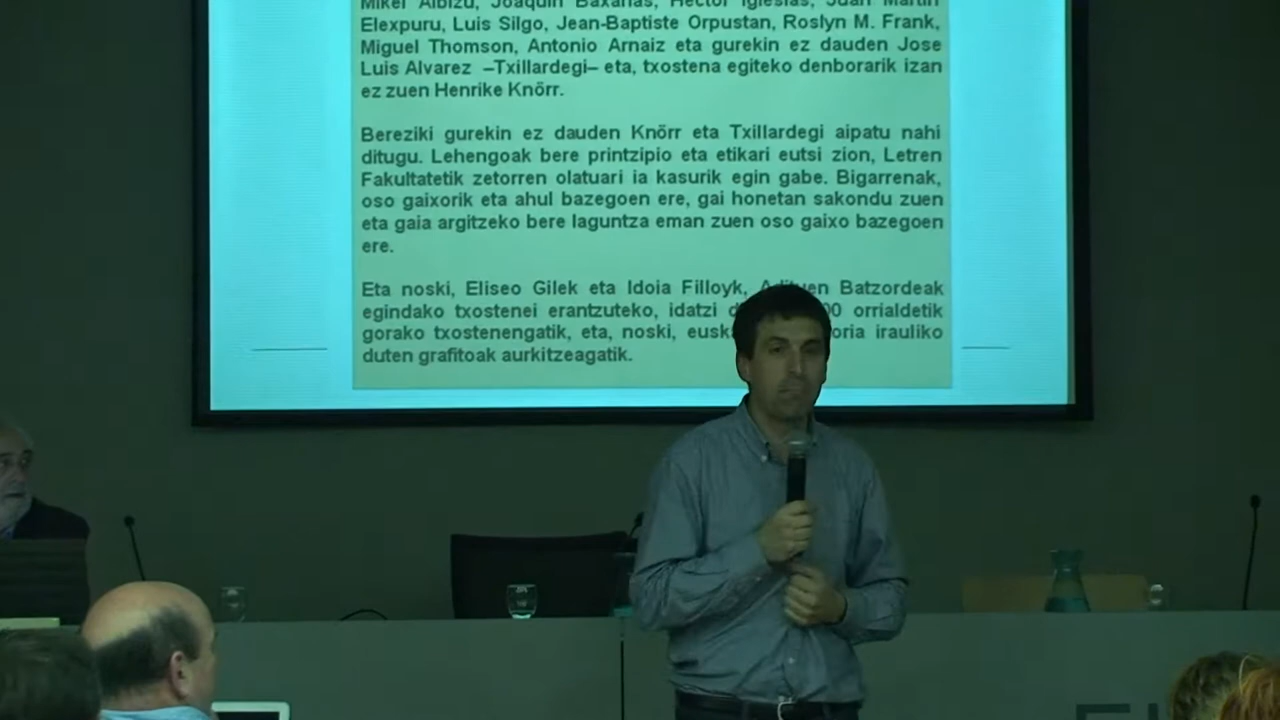 Mikel Albizu, Joaquin Baxarias, Hector Iglesias, Juan Martin
Elexpuru, Luis Silgo, Jean-Baptiste Orpustan, Roslyn M. Frank,
Miguel Thomson, Antonio Arnaiz eta gurekin ez dauden Jose
Luis Alvarez –Txillardegi– eta, txostena egiteko denborarik izan
ez zuen Henrike Knörr.
Bereziki gurekin ez dauden Knörr eta Txillardegi aipatu nahi
ditugu. Lehengoak bere printzipio eta etikari eutsi zion, Letren
Fakultatetik zetorren olatuari ia kasurik egin gabe. Bigarrenak,
oso gaixorik eta ahul bazegoen ere, gai honetan sakondu zuen
eta gaia argitzeko bere laguntza eman zuen oso gaixo bazegoen
ere.
Eta noski, Eliseo Gilek eta Idoia Filloyk, Adituen Batzordeak
egindako txostenei erantzuteko, idatzi 00 orrialdetik
gorako txostenengatik, eta, noski, irauliko
duten grafitoak aurkitzeagatik.